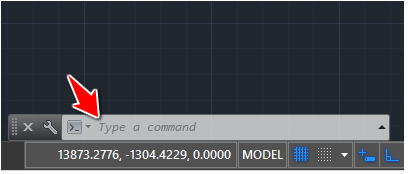 Type a command
13873.2776, -1304.4229, 0.0000 MODEL